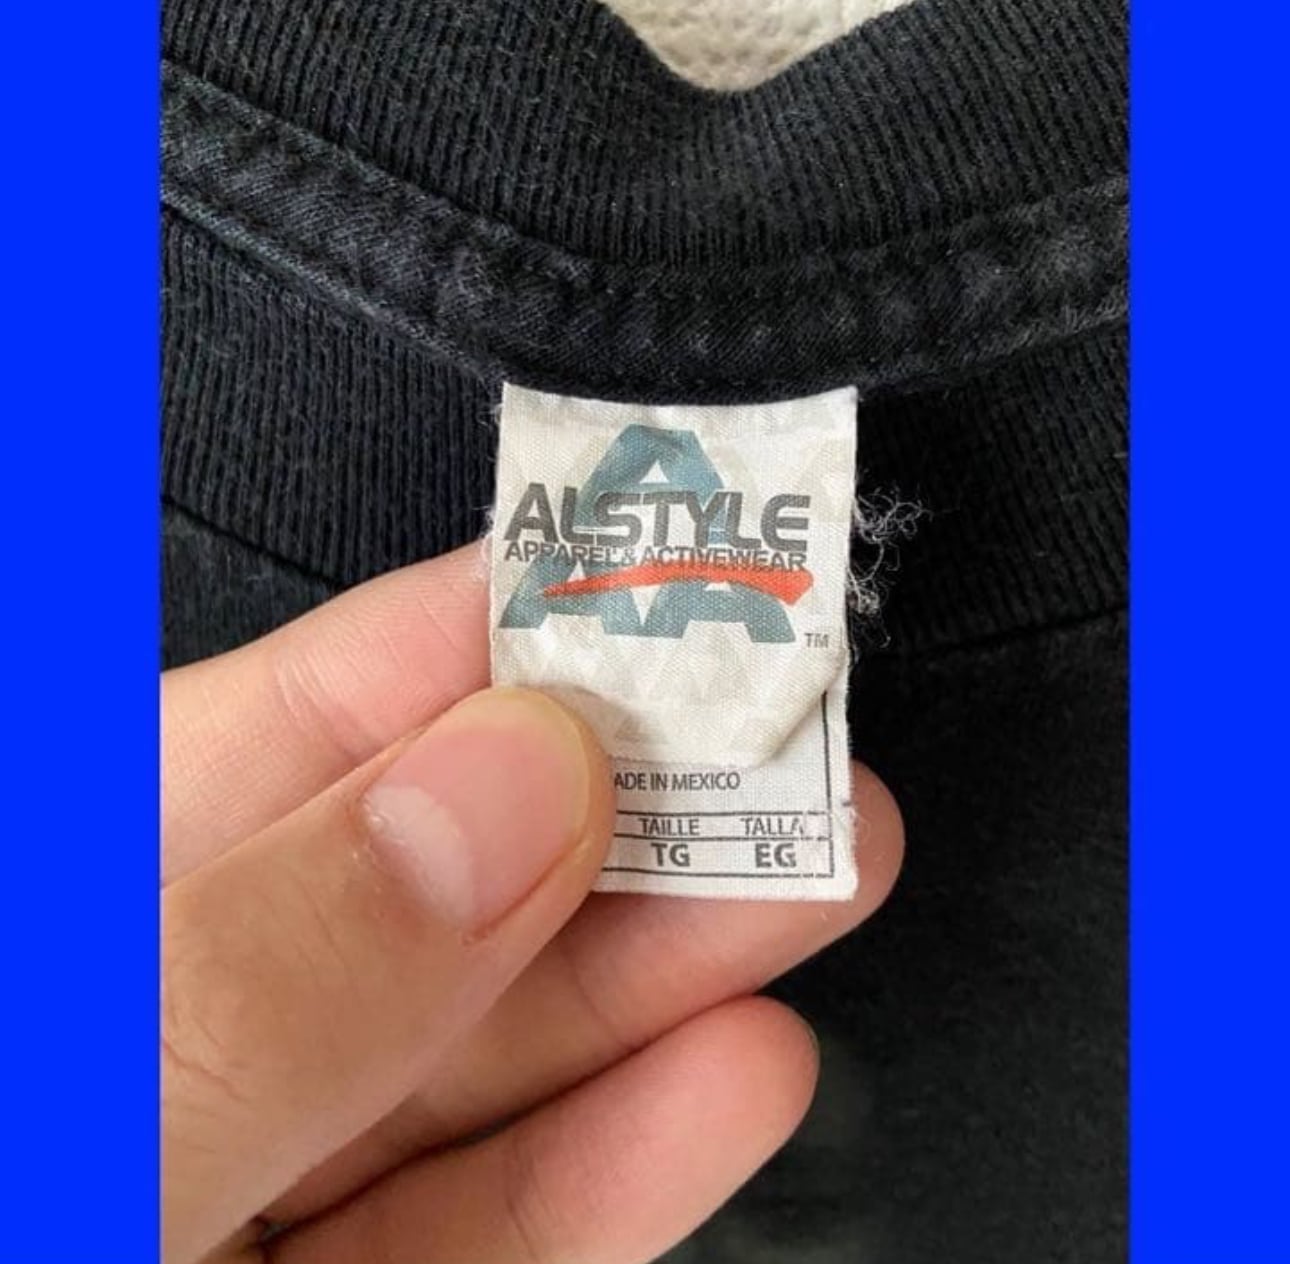 ALSTYLE
APPAREL & ACTIVEWEAR
TM
ADE IN MEXICO
TAILLE TALLA
TG EG